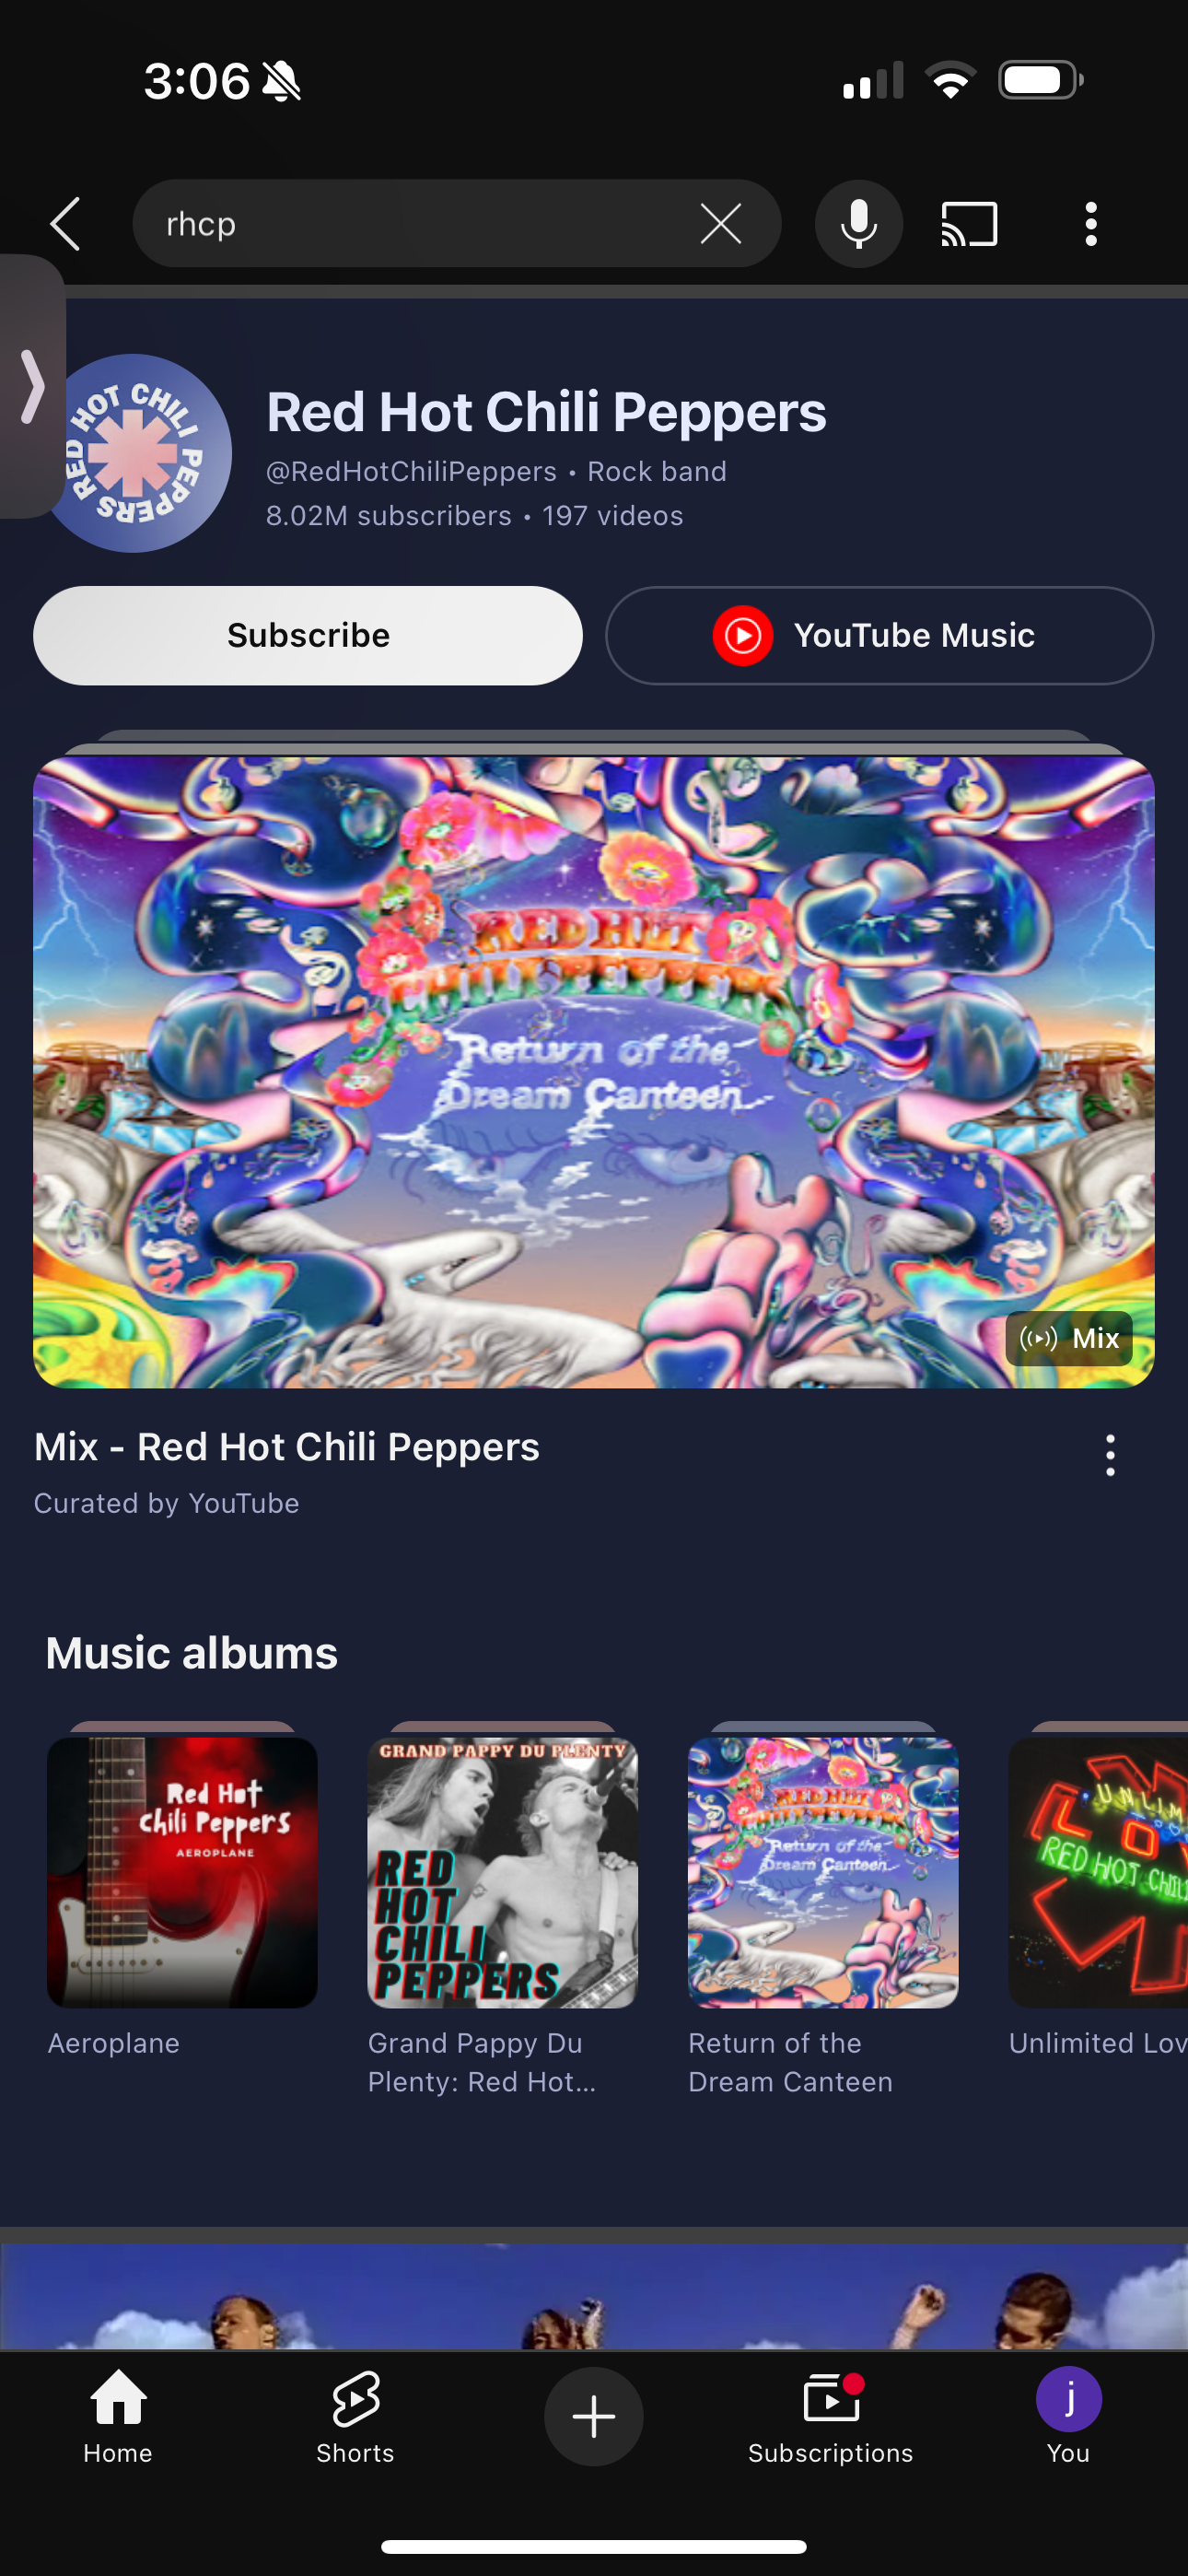 3:06
rhcp
RED HOT CHILI PEPPERS
Red Hot Chili Peppers
@RedHotChiliPeppers • Rock band
8.02M subscribers • 197 videos
Subscribe
YouTube Music
RED HOT
CHILI PEPPERS
Return of the
Dream Canteen
Mix
Mix - Red Hot Chili Peppers
Curated by YouTube
Music albums
Red Hot
Chili Peppers
AEROPLANE
GRAND PAPPY DU PLENTY
RED
HOT
CHILI
PEPPERS
RED HOT
Return of the
Dream Canteen
UNLIM
LO
RED HOT CHILI
Aeroplane
Grand Pappy Du
Plenty: Red Hot...
Return of the
Dream Canteen
Unlimited Lov
Home
Shorts
Subscriptions
j
You